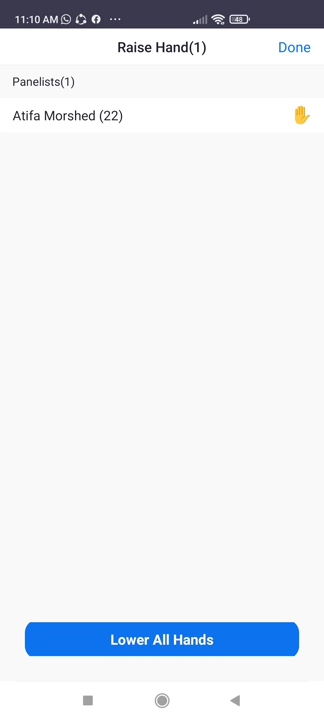 11:10 AM ...
48
Raise Hand(1)
Done
Panelists(1)
Atifa Morshed (22)
Lower All Hands